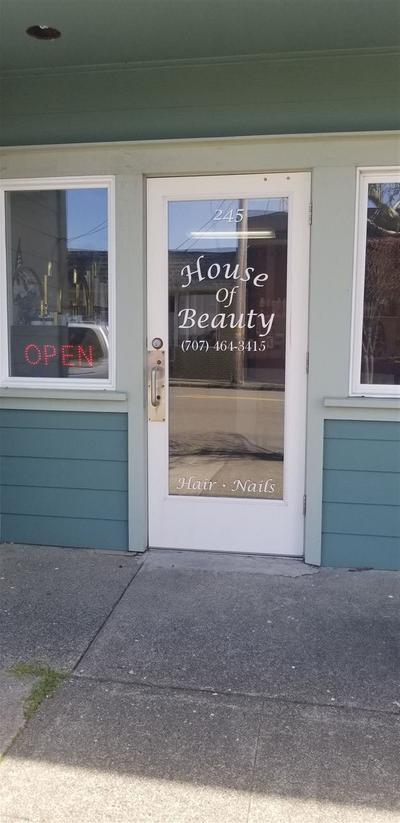 245
House
Of
Beauty
(707) 464-3415
OPEN
Hair • Nails